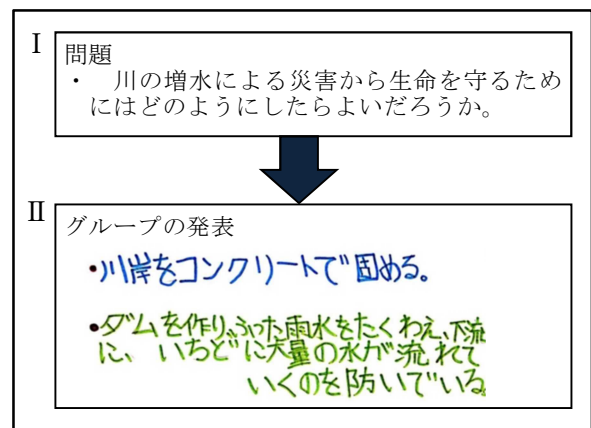 Ⅰ
問題
・ 川の増水による災害から生命を守るため
にはどのようにしたらよいだろうか。
Ⅱ
グループの発表
•川岸をコンクリートで固める。
•ダムを作り、ふった雨水をたくわえ、下流
に、いちどに大量の水が流れて
いくのを防いでいる